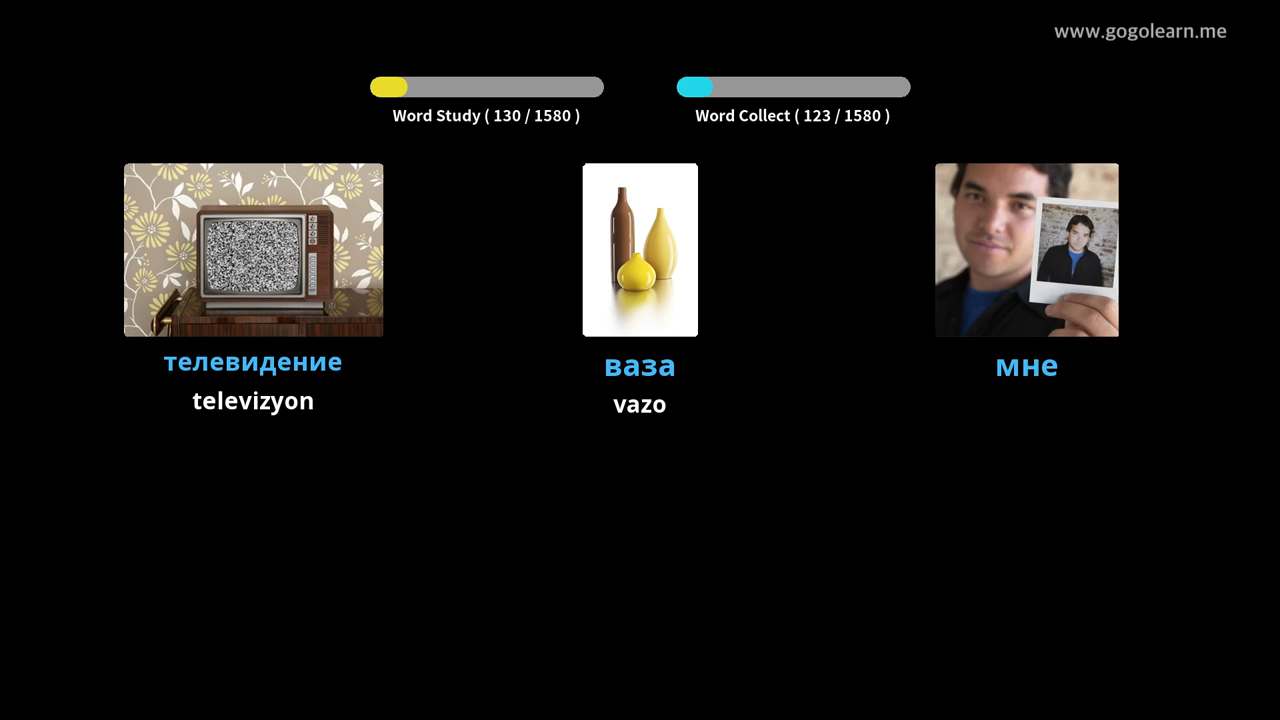 www.gogolearn.me
Word Study ( 130 / 1580 )
Word Collect ( 123 / 1580 )
телевидение
televizyon
ваза
vazo
мне